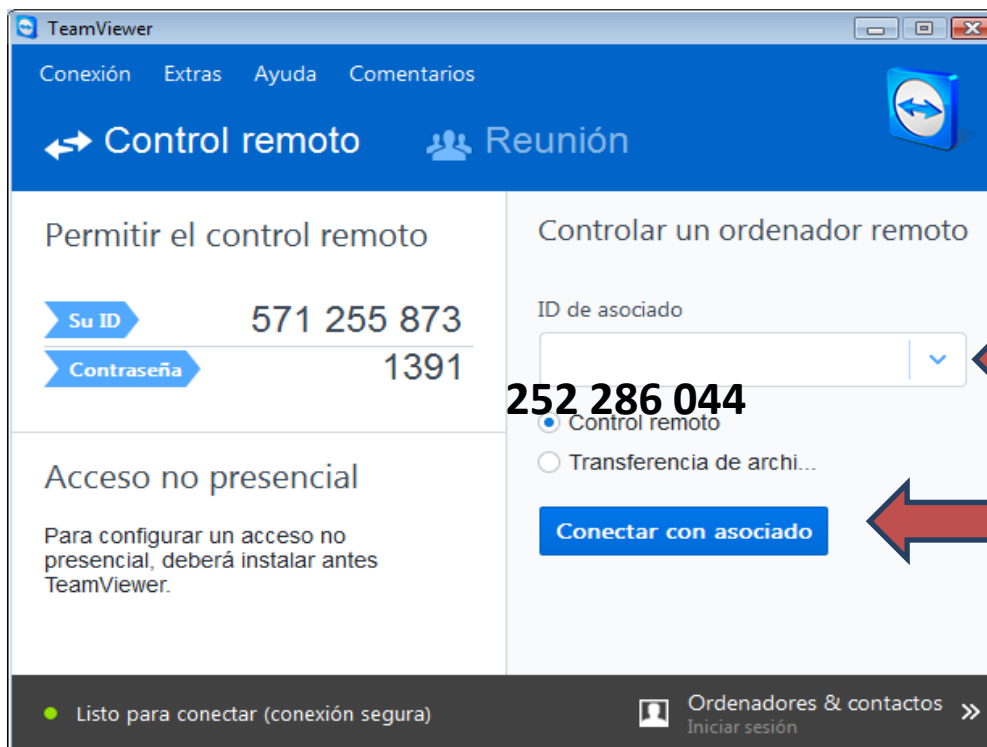 TeamViewer
Conexión Extras Ayuda Comentarios
Control remoto Reunión
Permitir el control remoto
Su ID 571 255 873
Contraseña 1391
Acceso no presencial
Para configurar un acceso no
presencial, deberá instalar antes
TeamViewer.
Controlar un ordenador remoto
ID de asociado
252 286 044
Control remoto
Transferencia de archi...
Conectar con asociado
Listo para conectar (conexión segura)
Ordenadores & contactos
Iniciar sesión